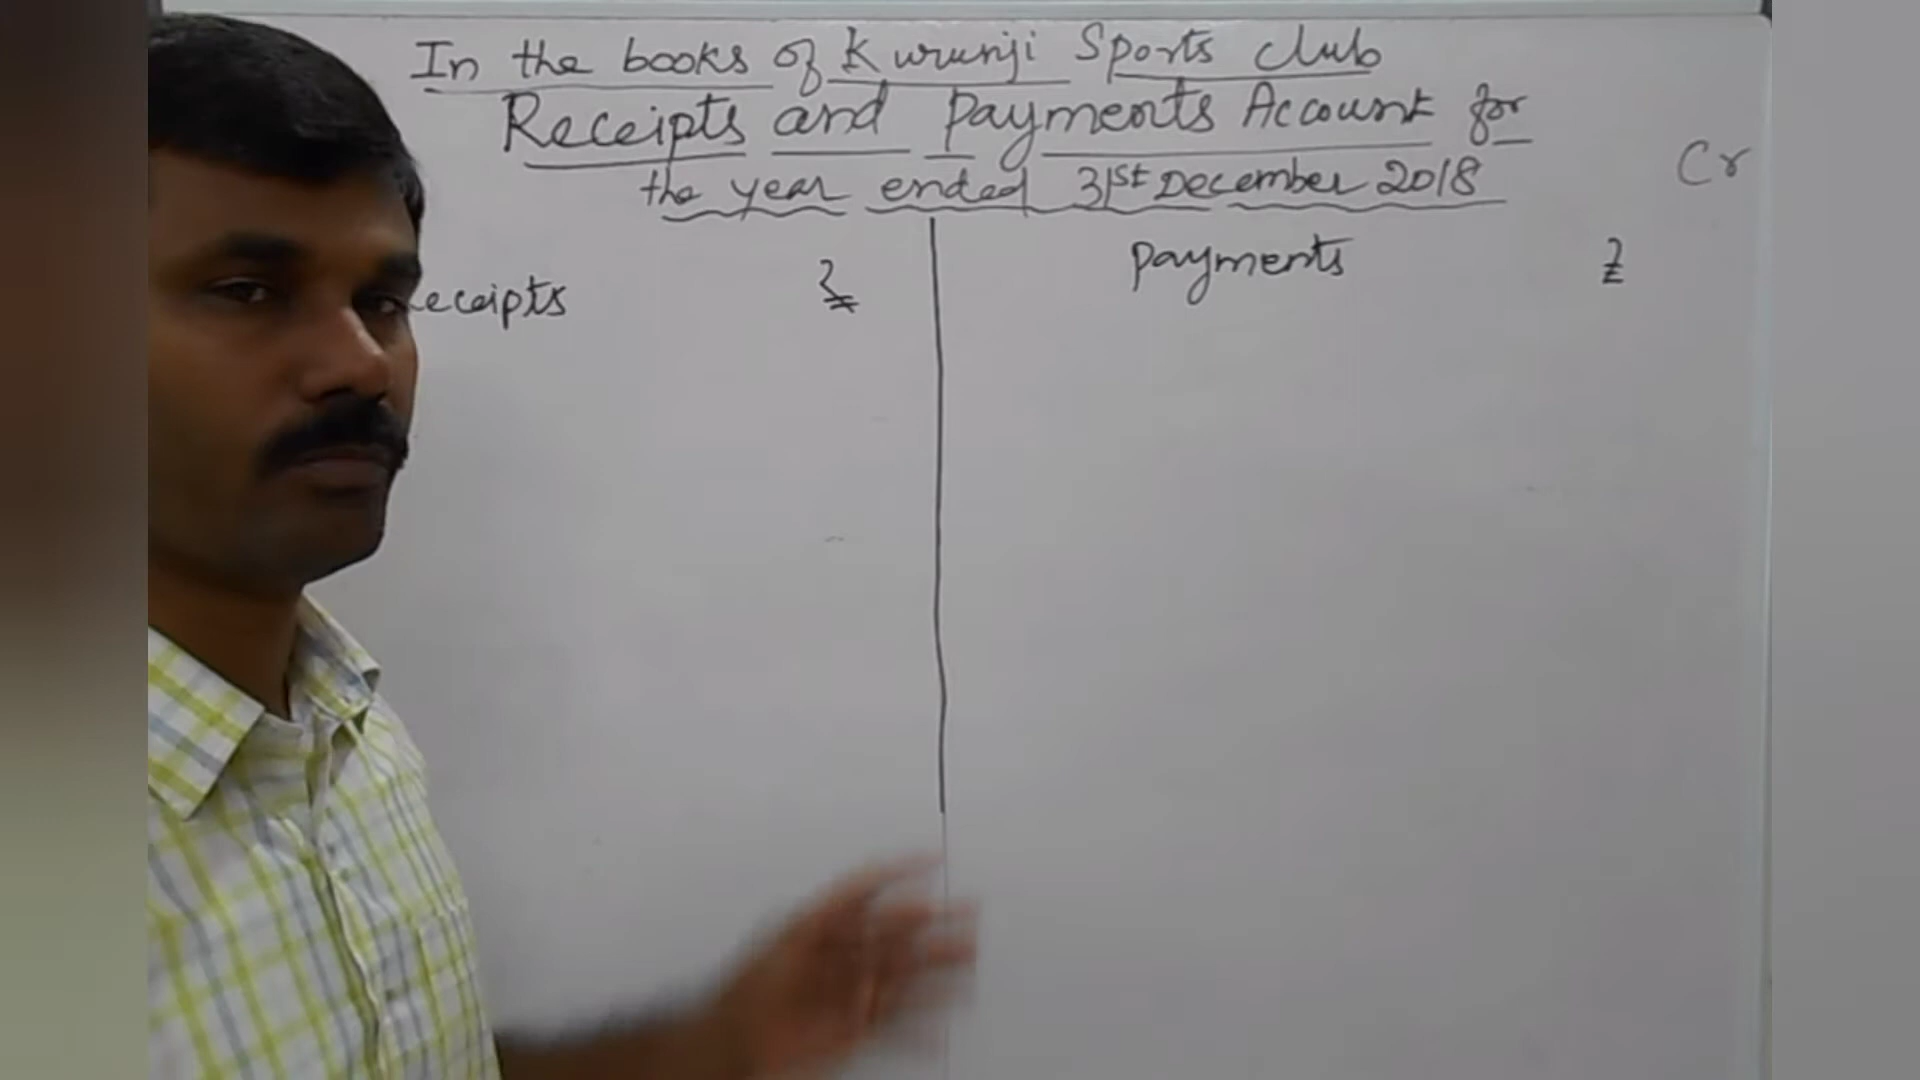 In the books of Kurunji Sports club
Receipts and Payments Account for
the year ended 31st December 2018
Cr
eceipts ₹ Payments ₹